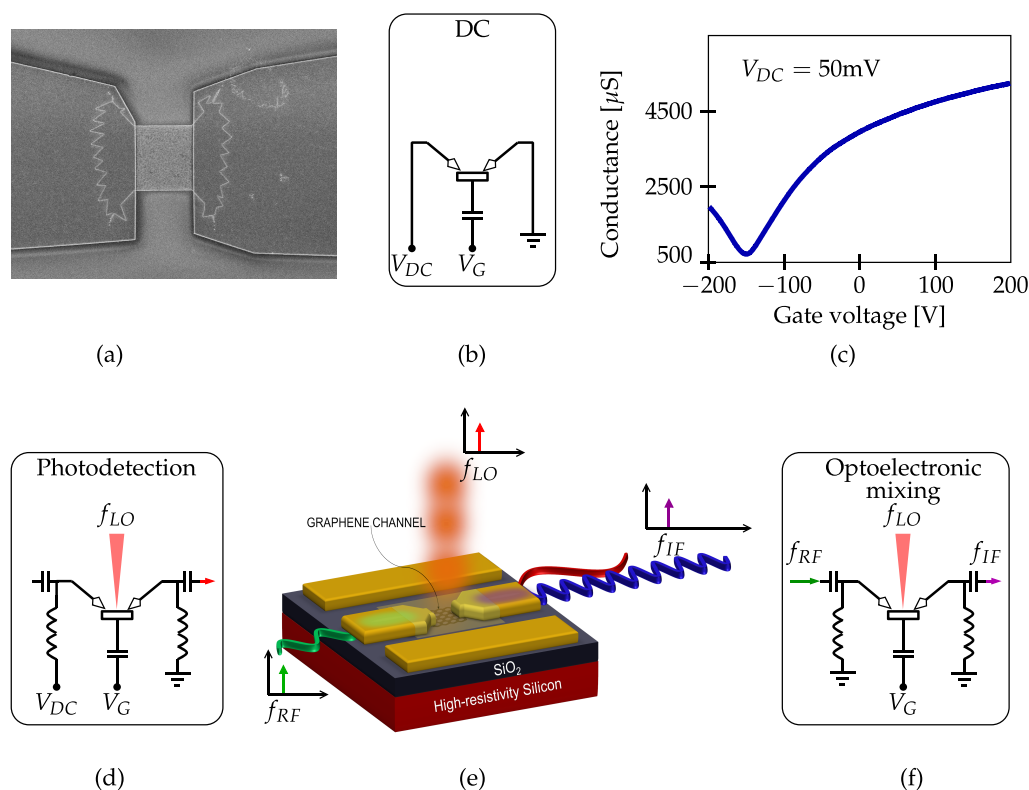 DC
V_DC
V_G
(a)
(b)
V_DC = 50mV
Conductance [μS]
4500
2500
500
−200
−100
0
100
200
Gate voltage [V]
(c)
Photodetection
f_LO
V_DC
V_G
(d)
f_LO
GRAPHENE CHANNEL
f_IF
SiO₂
High-resistivity Silicon
f_RF
(e)
Optoelectronic
mixing
f_LO
f_RF
f_IF
V_G
(f)